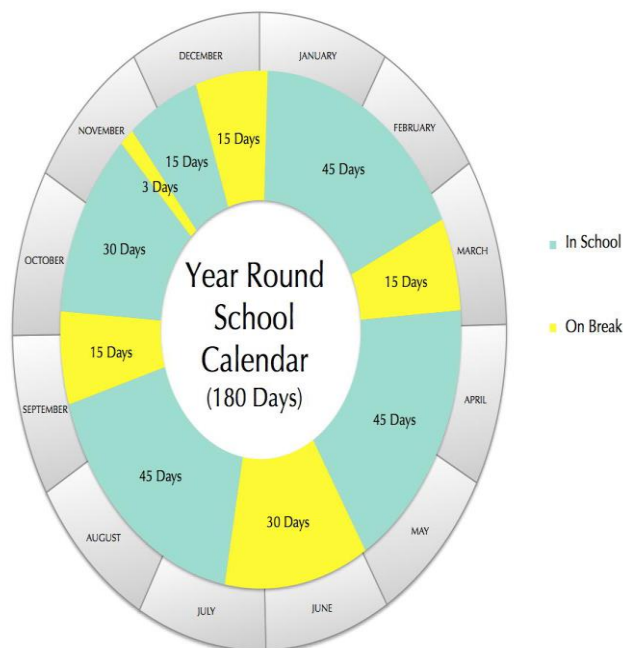 DECEMBER
JANUARY
NOVEMBER
FEBRUARY
15 Days
15 Days
45 Days
3 Days
OCTOBER
30 Days
MARCH
In School
Year Round
School
Calendar
(180 Days)
15 Days
On Break
15 Days
SEPTEMBER
APRIL
45 Days
45 Days
30 Days
AUGUST
MAY
JULY
JUNE